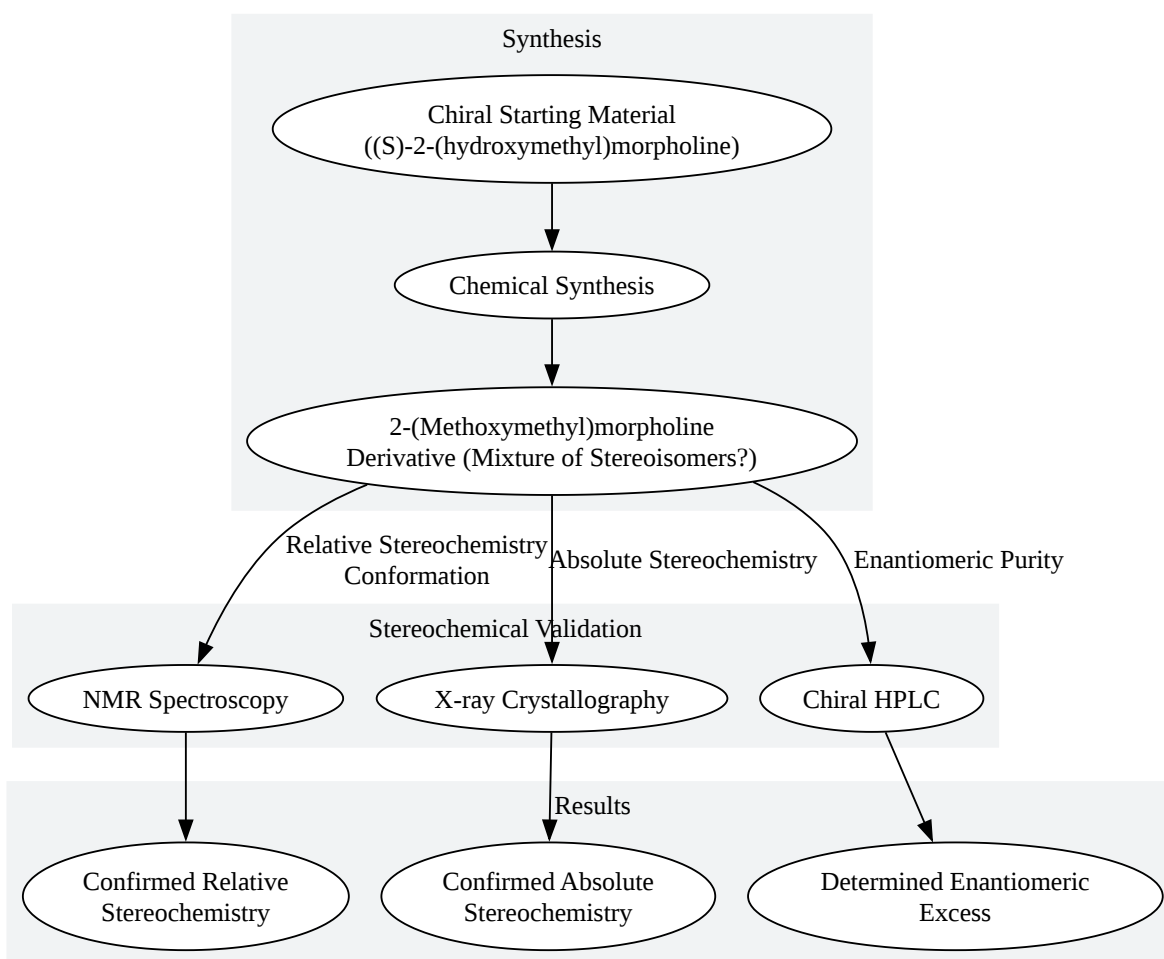 Synthesis
Chiral Starting Material
((S)-2-(hydroxymethyl)morpholine)
Chemical Synthesis
2-(Methoxymethyl)morpholine
Derivative (Mixture of Stereoisomers?)
Relative Stereochemistry
Conformation
Absolute Stereochemistry
Enantiomeric Purity
Stereochemical Validation
NMR Spectroscopy
X-ray Crystallography
Chiral HPLC
Results
Confirmed Relative
Stereochemistry
Confirmed Absolute
Stereochemistry
Determined Enantiomeric
Excess